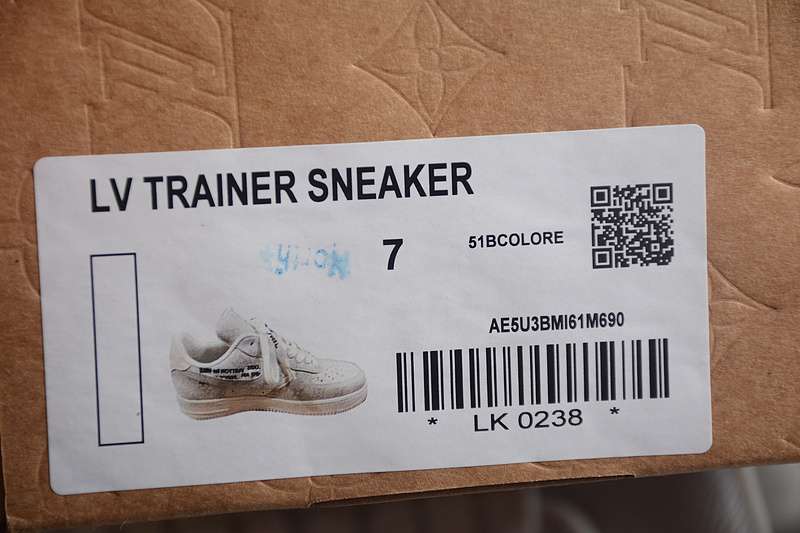 LV TRAINER SNEAKER
7
51BCOLORE
AE5U3BMI61M690
* LK 0238 *